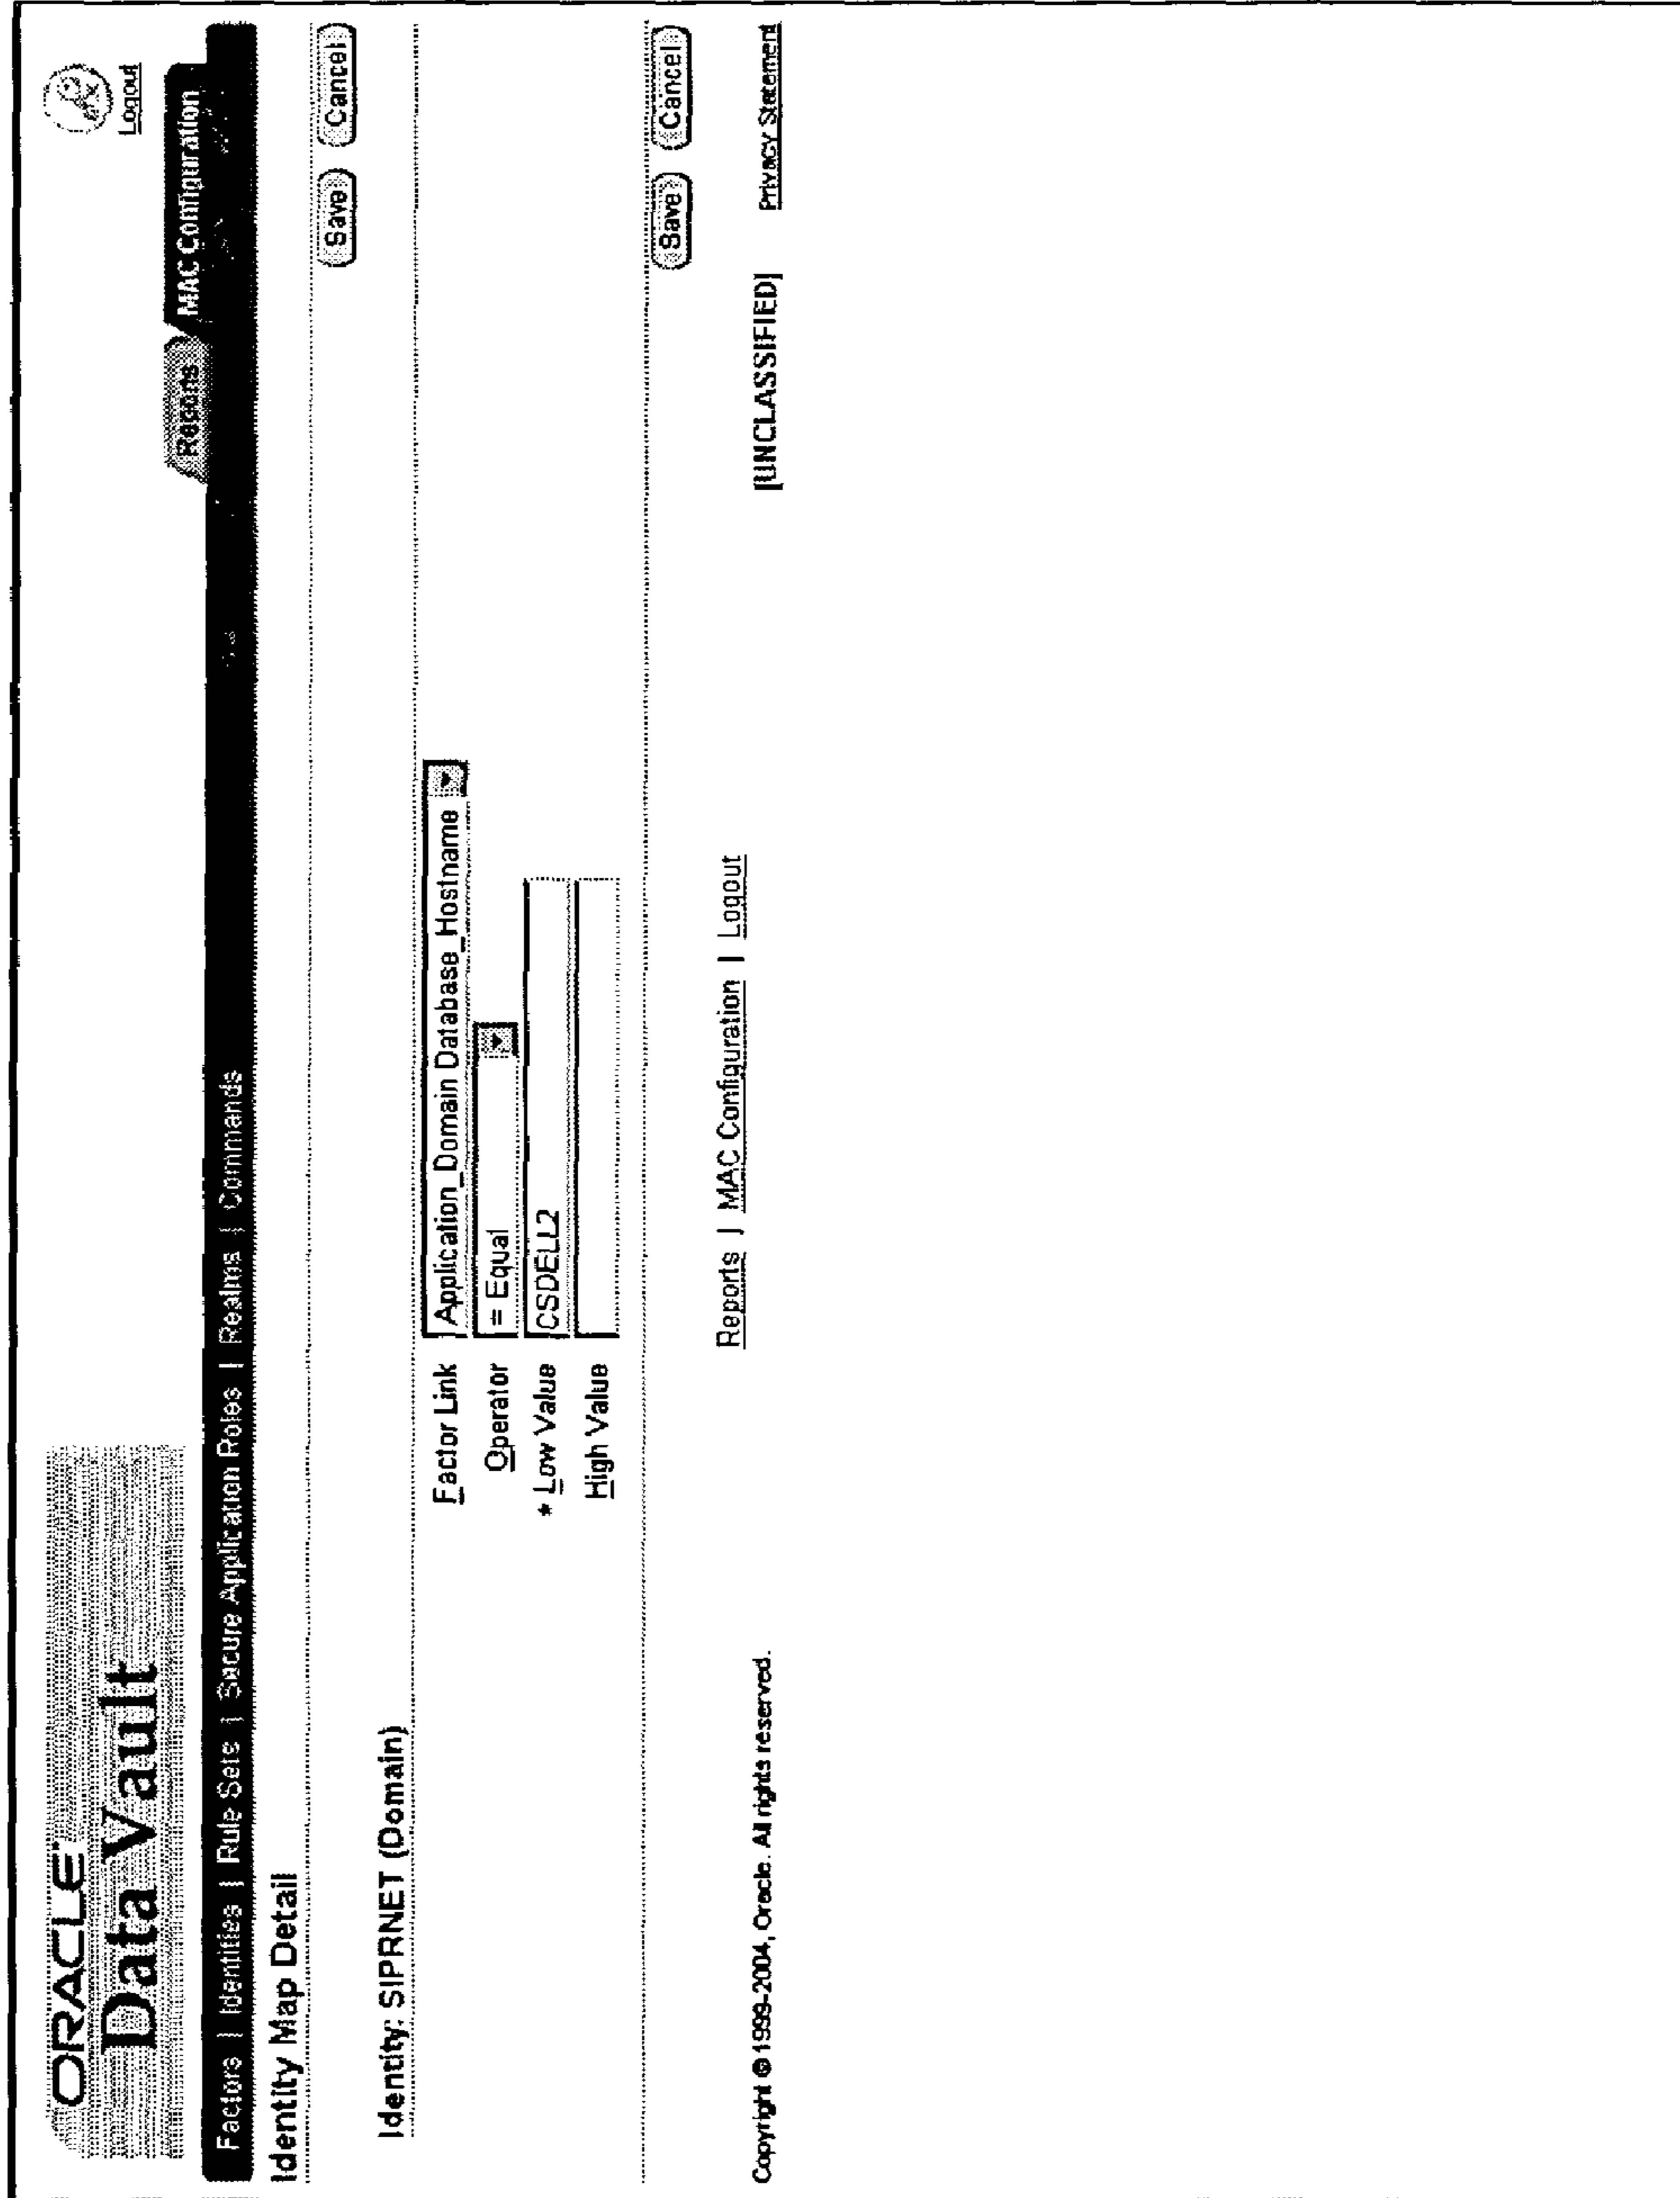 ORACLE
Data Vault
Logout
Reports MAC Configuration
Factors | Identities | Rule Sets | Secure Application Roles | Realms | Commands
Identity Map Detail
Save Cancel
Identity: SIPRNET (Domain)
Factor Link Application_Domain Database_Hostname
Operator = Equal
* Low Value CSDELL2
High Value
Save Cancel
Reports | MAC Configuration | Logout
Copyright ©1999-2004, Oracle. All rights reserved. [UNCLASSIFIED] Privacy Statement